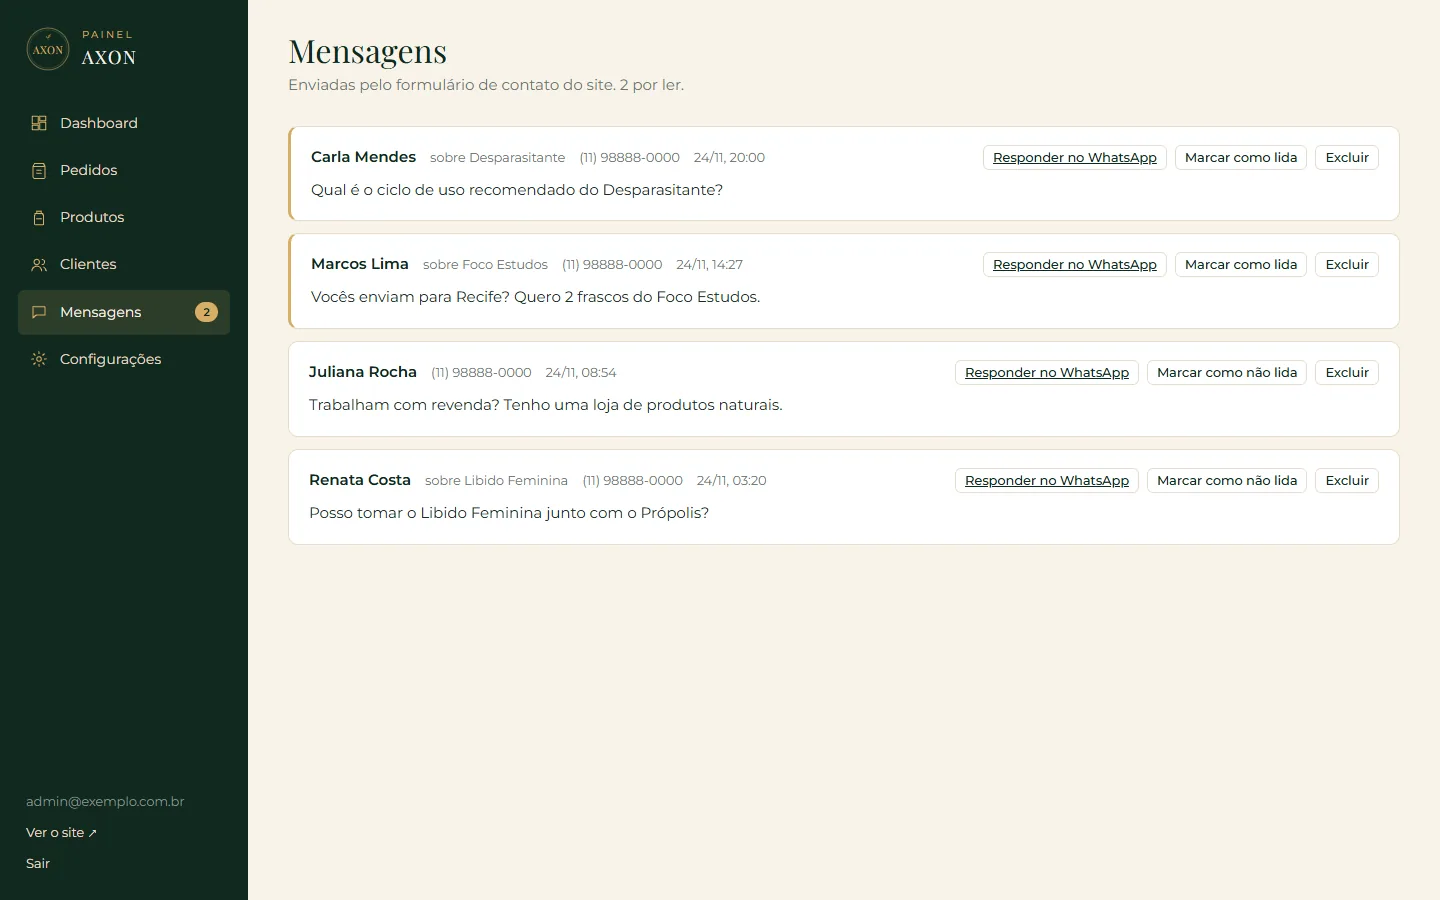 AXON
PAINEL
AXON
Dashboard
Pedidos
Produtos
Clientes
Mensagens 2
Configurações
admin@exemplo.com.br
Ver o site ↗
Sair
Mensagens
Enviadas pelo formulário de contato do site. 2 por ler.
Carla Mendes sobre Desparasitante (11) 98888-0000 24/11, 20:00 Responder no WhatsApp Marcar como lida Excluir
Qual é o ciclo de uso recomendado do Desparasitante?
Marcos Lima sobre Foco Estudos (11) 98888-0000 24/11, 14:27 Responder no WhatsApp Marcar como lida Excluir
Vocês enviam para Recife? Quero 2 frascos do Foco Estudos.
Juliana Rocha (11) 98888-0000 24/11, 08:54 Responder no WhatsApp Marcar como não lida Excluir
Trabalham com revenda? Tenho uma loja de produtos naturais.
Renata Costa sobre Libido Feminina (11) 98888-0000 24/11, 03:20 Responder no WhatsApp Marcar como não lida Excluir
Posso tomar o Libido Feminina junto com o Própolis?